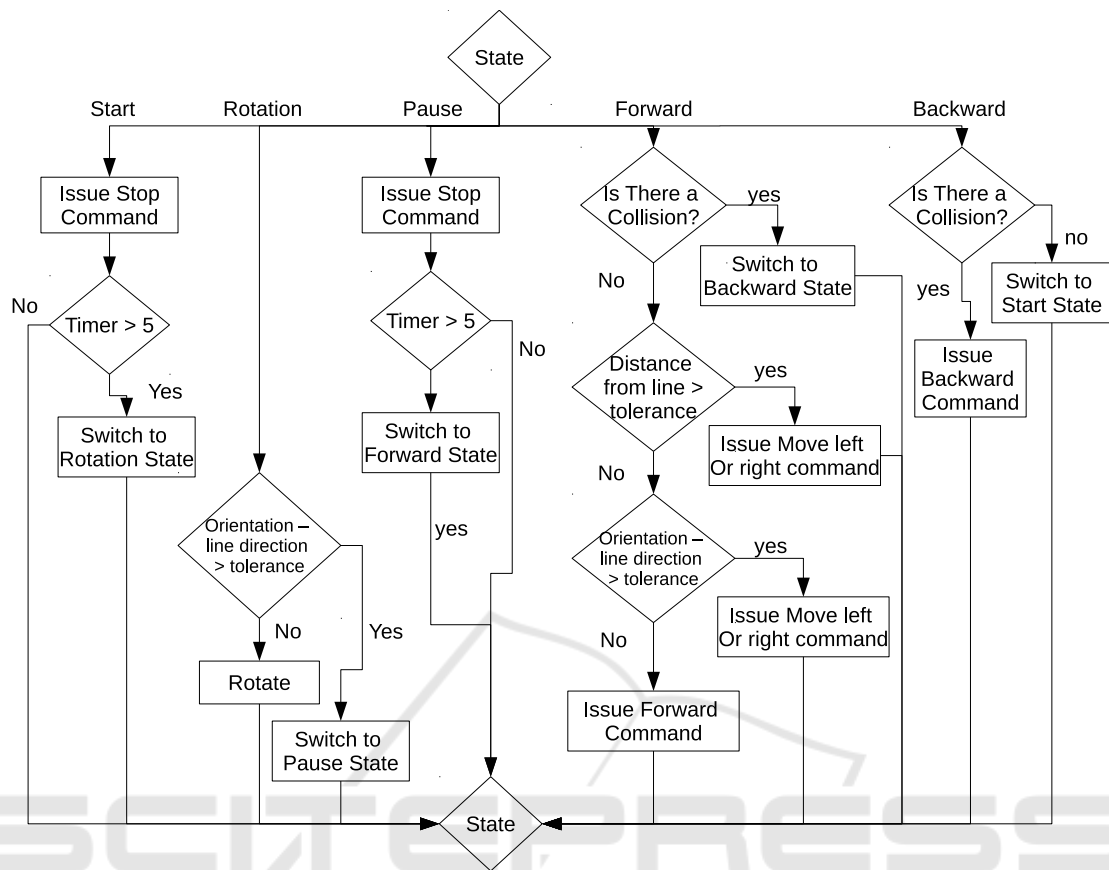 State
Start
Rotation
Pause
Forward
Backward
Issue Stop
Command
No
Timer > 5
Yes
Switch to
Rotation State
Orientation –
line direction
> tolerance
No
Yes
Rotate
Switch to
Pause State
Issue Stop
Command
Timer > 5
No
Switch to
Forward State
yes
Is There a
Collision?
yes
Switch to
Backward State
No
Distance
from line >
tolerance
yes
Issue Move left
Or right command
No
Orientation –
line direction
> tolerance
yes
Issue Move left
Or right command
No
Issue Forward
Command
Is There a
Collision?
no
Switch to
Start State
yes
Issue
Backward
Command
State
SCITEPRESS